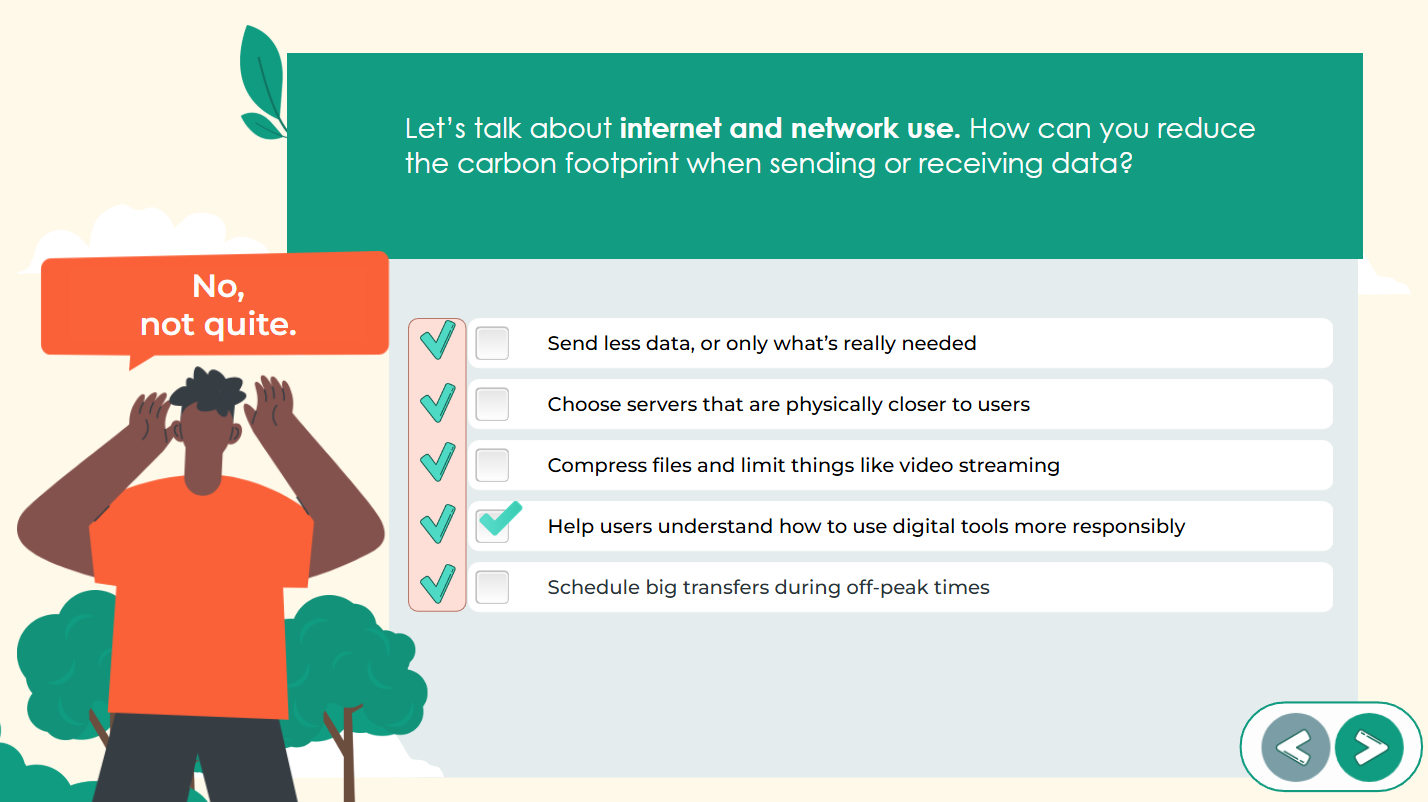 Let’s talk about internet and network use. How can you reduce
the carbon footprint when sending or receiving data?
No,
not quite.
Send less data, or only what’s really needed
Choose servers that are physically closer to users
Compress files and limit things like video streaming
Help users understand how to use digital tools more responsibly
Schedule big transfers during off-peak times